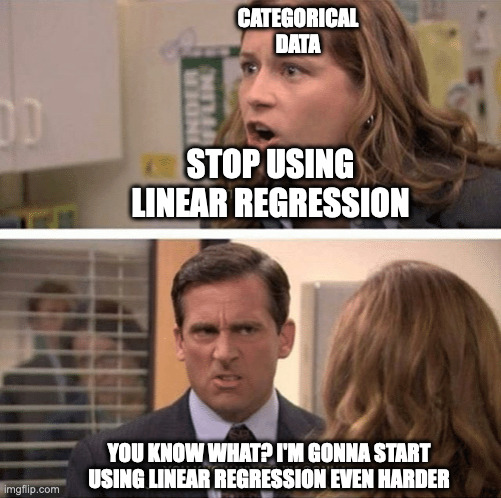 CATEGORICAL
DATA
STOP USING
LINEAR REGRESSION
YOU KNOW WHAT? I'M GONNA START
USING LINEAR REGRESSION EVEN HARDER
imgflip.com